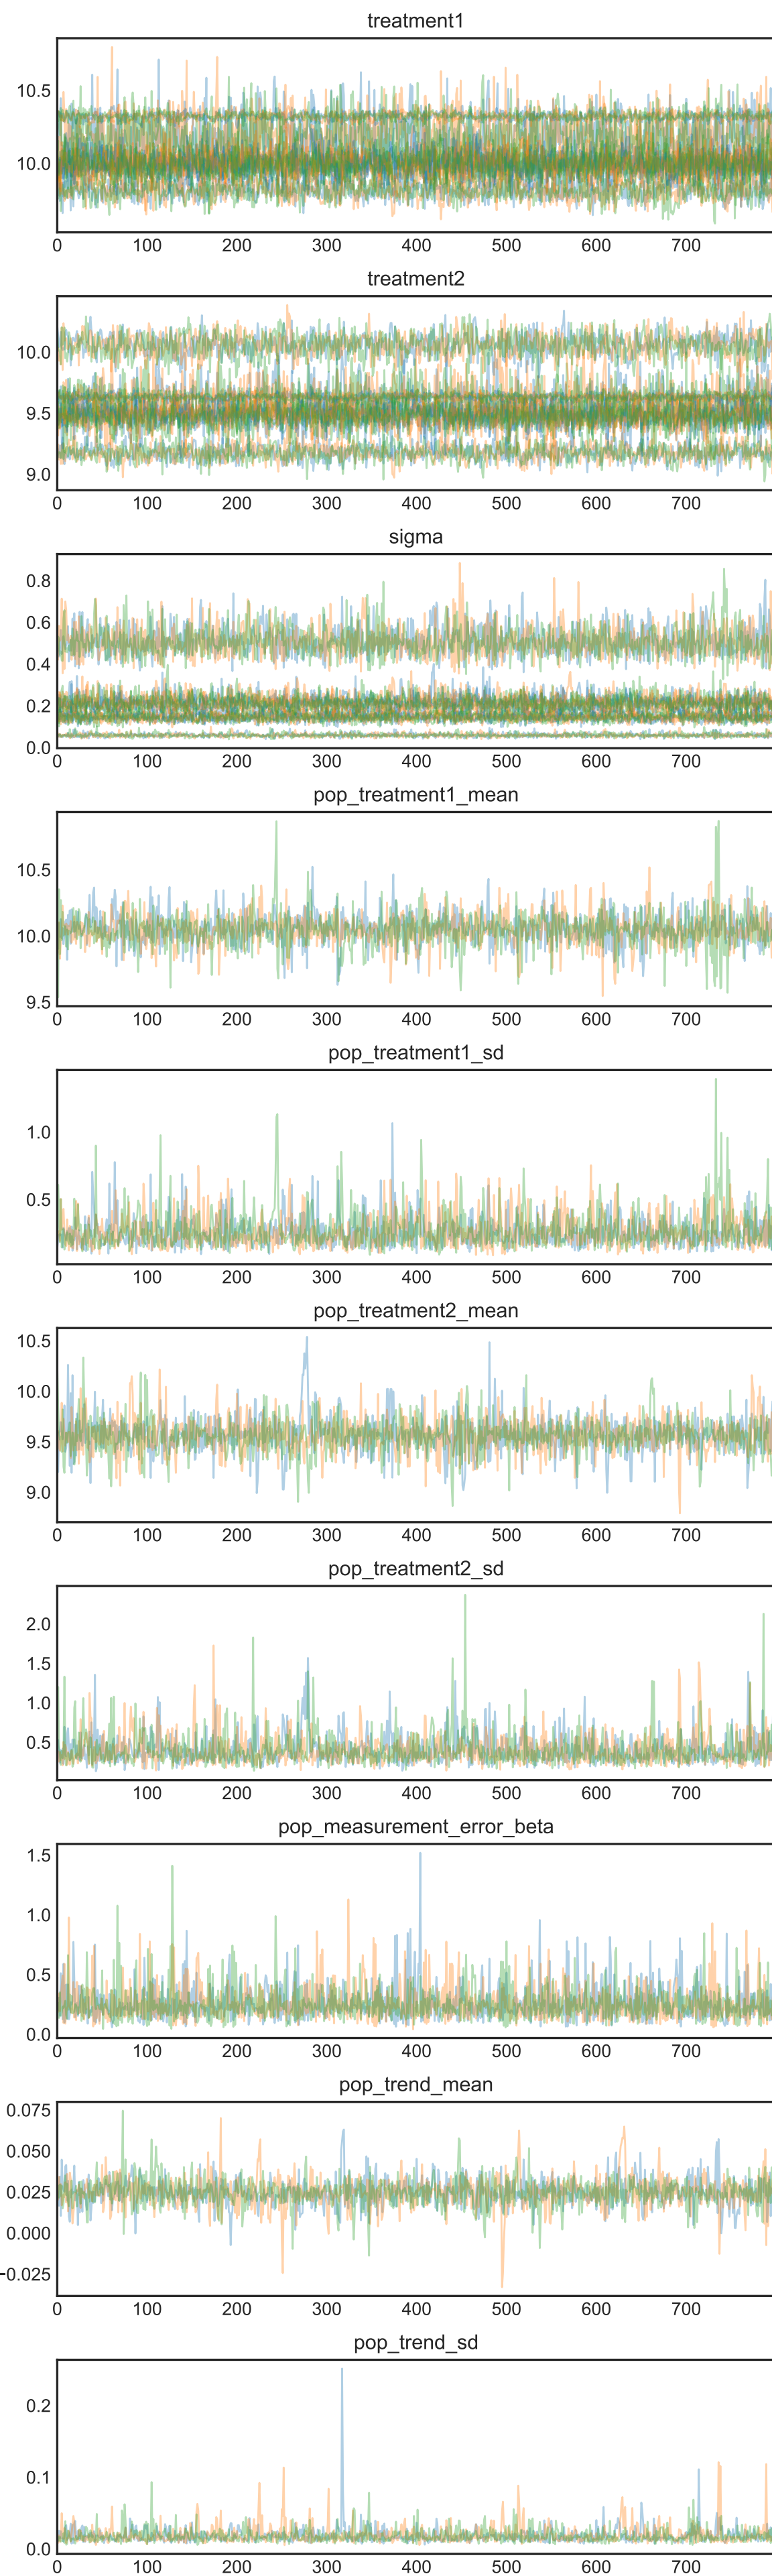 treatment1
10.5
10.0
0 100 200 300 400 500 600 700
treatment2
10.0
9.5
9.0
0 100 200 300 400 500 600 700
sigma
0.8
0.6
0.4
0.2
0.0
0 100 200 300 400 500 600 700
pop_treatment1_mean
10.5
10.0
9.5
0 100 200 300 400 500 600 700
pop_treatment1_sd
1.0
0.5
0 100 200 300 400 500 600 700
pop_treatment2_mean
10.5
10.0
9.5
9.0
0 100 200 300 400 500 600 700
pop_treatment2_sd
2.0
1.5
1.0
0.5
0 100 200 300 400 500 600 700
pop_measurement_error_beta
1.5
1.0
0.5
0.0
0 100 200 300 400 500 600 700
pop_trend_mean
0.075
0.050
0.025
0.000
−0.025
0 100 200 300 400 500 600 700
pop_trend_sd
0.2
0.1
0.0
0 100 200 300 400 500 600 700